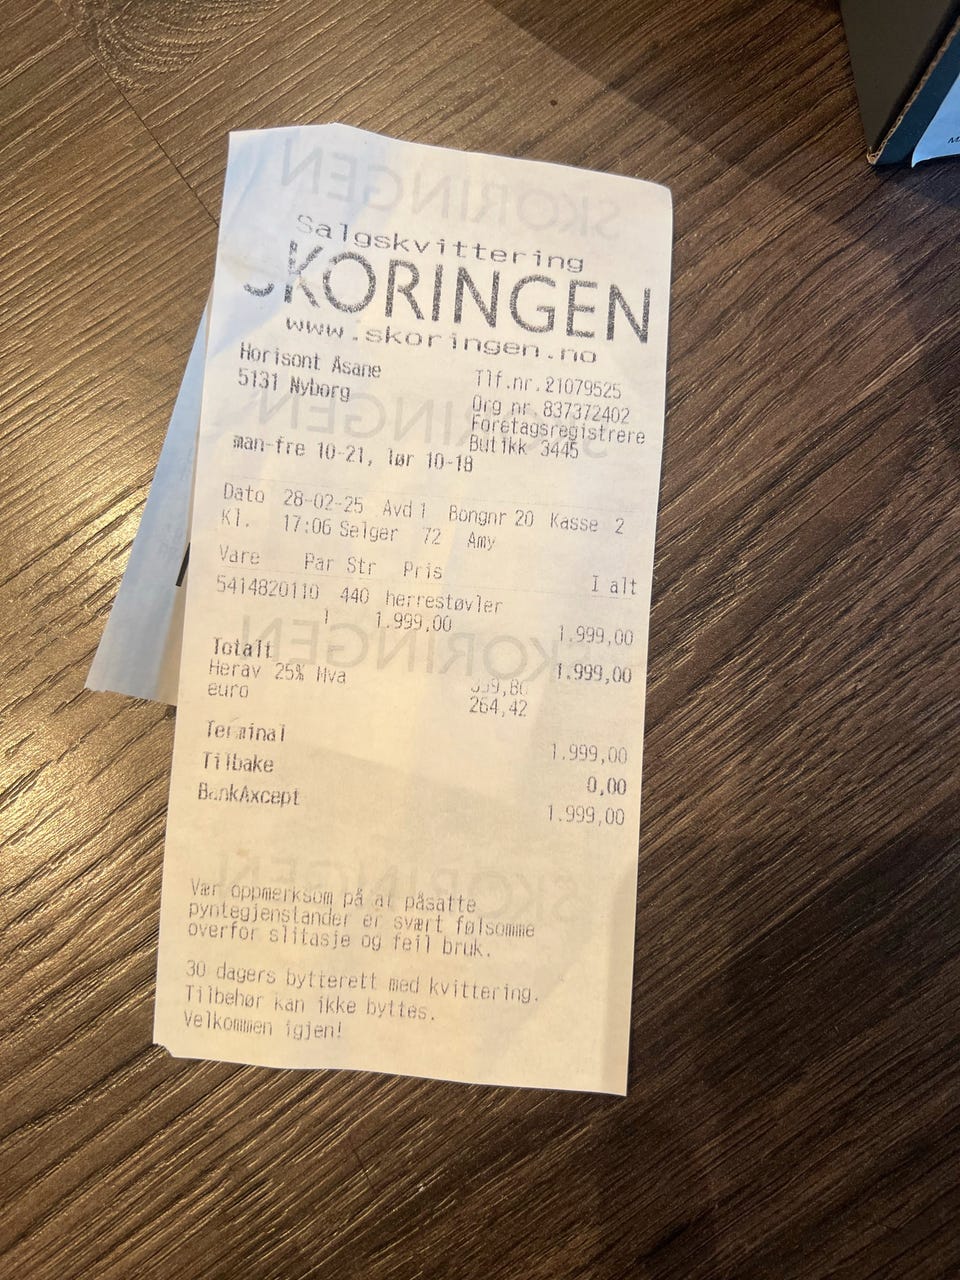 Salgskvittering
SKORINGEN
www.skoringen.no
Horisont Åsane
5131 Nyborg
Tlf.nr.21079525
Org nr.837372402
Foretagsregistrere
Butikk 3445
man-fre 10-21, lør 10-18
Dato 28-02-25 Avd 1 Bongnr 20 Kasse 2
Kl. 17:06 Selger 72 Amy
Vare Par Str Pris I alt
5414820110 440 herrestøvler
1 1.999,00 1.999,00
Totalt 1.999,00
Herav 25% Mva
euro 264,42
Terminal 1.999,00
Tilbake 0,00
BankAxcept 1.999,00
Vær oppmerksom på at påsatte
pyntegjenstander er svært følsomme
overfor slitasje og feil bruk.
30 dagers bytterett med kvittering.
Tilbehør kan ikke byttes.
Velkommen igjen!